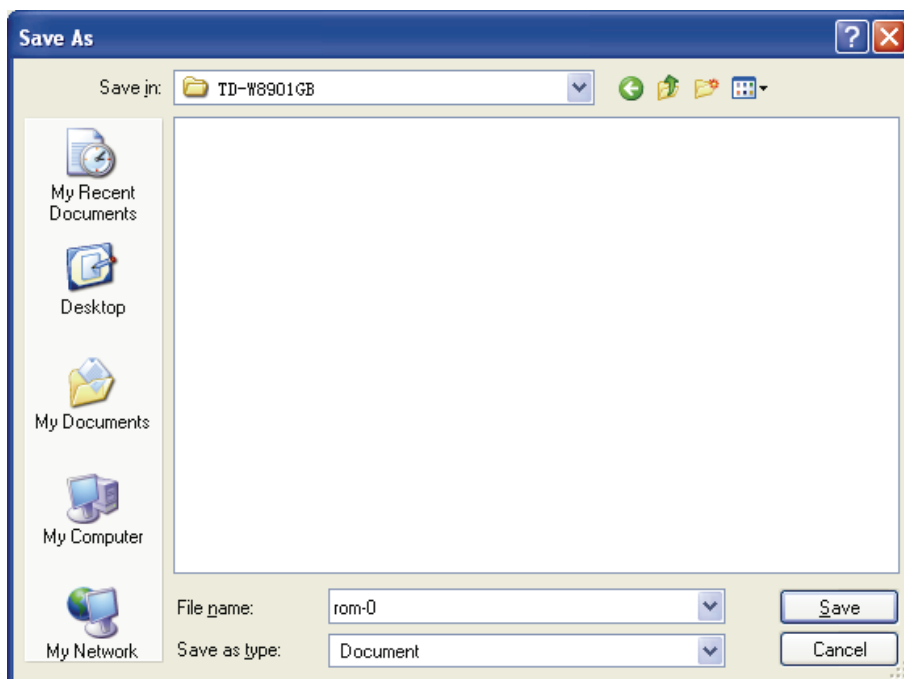 Save As
Save in:
TD-W8901GB
My Recent
Documents
Desktop
My Documents
My Computer
My Network
File name:
rom-0
Save
Save as type:
Document
Cancel